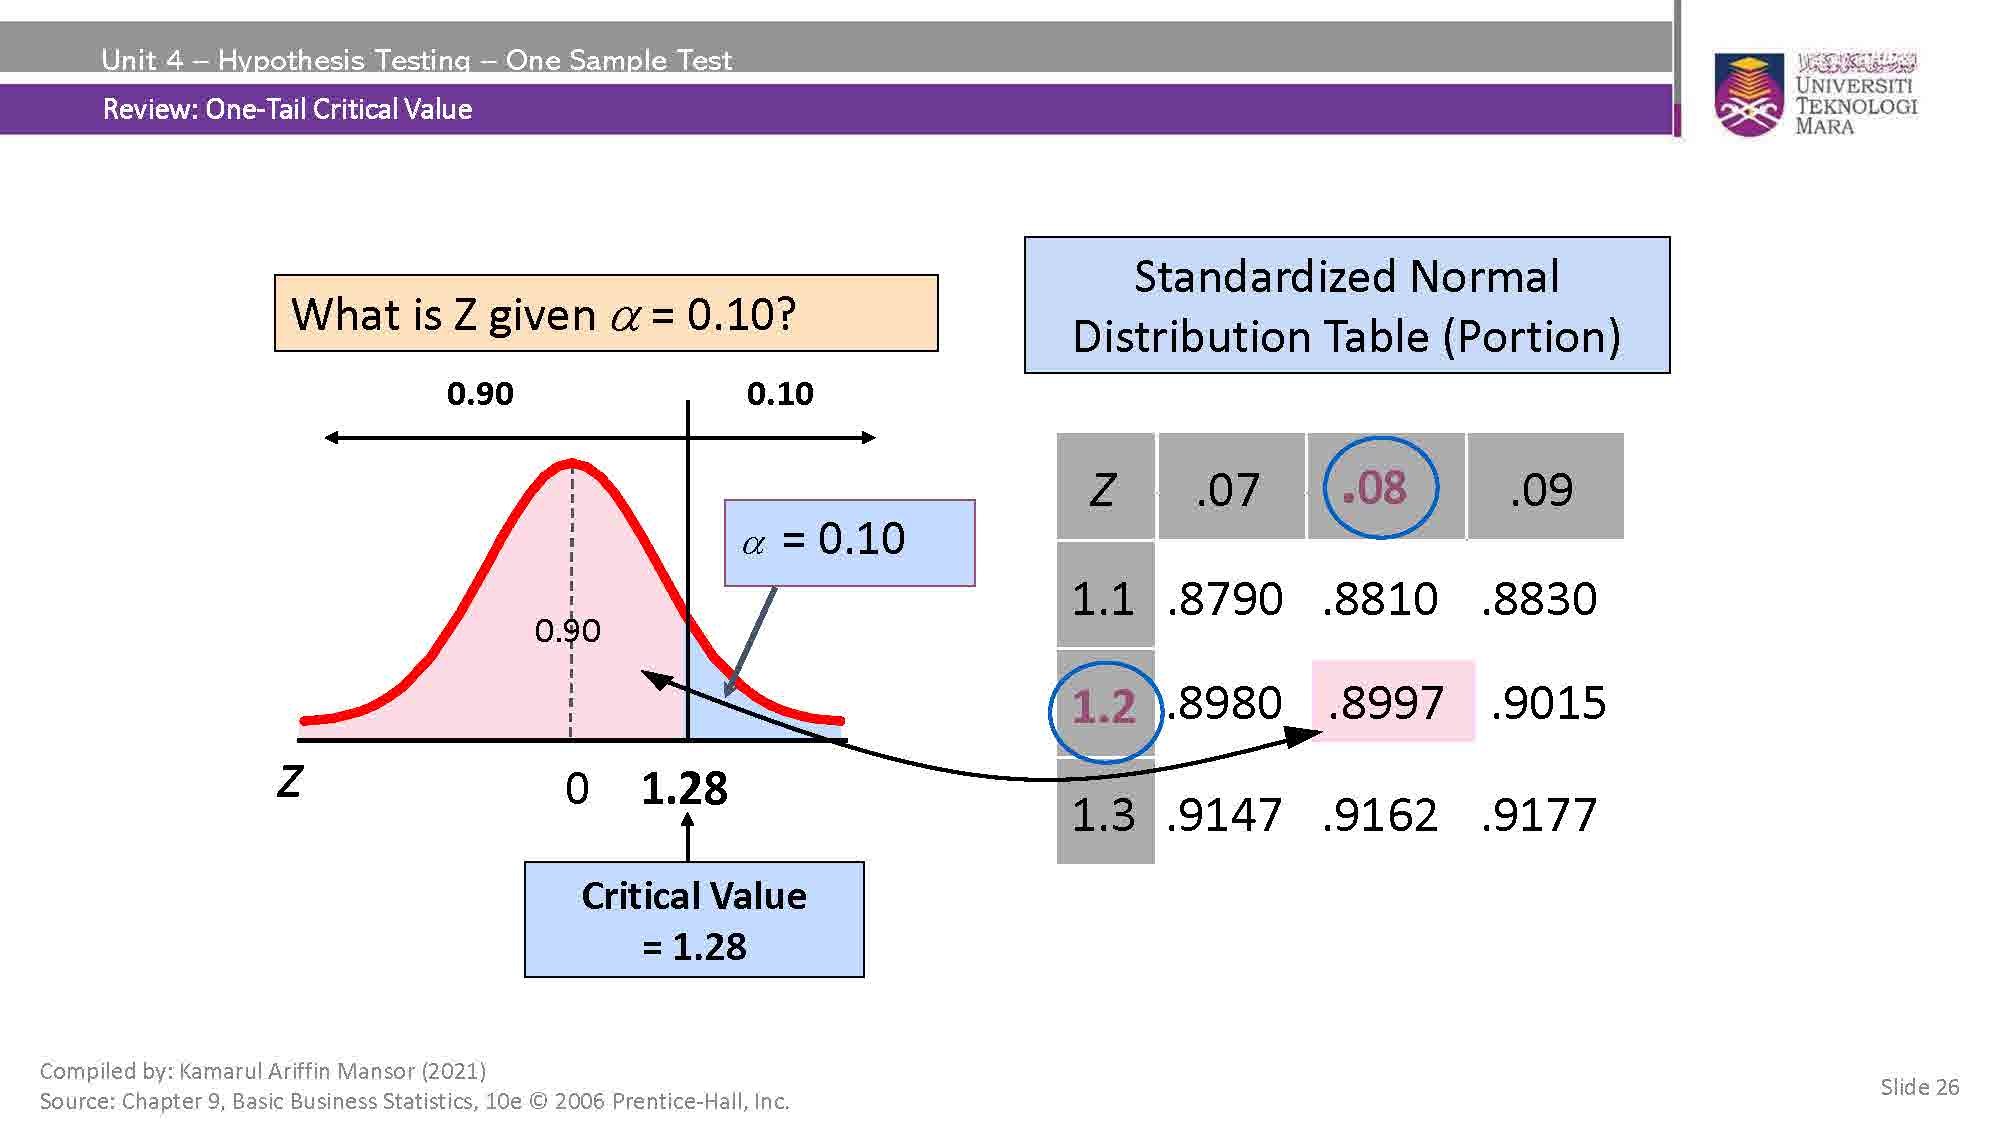 Unit 4 – Hypothesis Testing – One Sample Test
Review: One-Tail Critical Value
UNIVERSITI
TEKNOLOGI
MARA
What is Z given α = 0.10?
0.90 0.10
α = 0.10
0.90
Z 0 1.28
Critical Value
= 1.28
Standardized Normal
Distribution Table (Portion)
Z .07 .08 .09
1.1 .8790 .8810 .8830
1.2 .8980 .8997 .9015
1.3 .9147 .9162 .9177
Compiled by: Kamarul Ariffin Mansor (2021)
Source: Chapter 9, Basic Business Statistics, 10e © 2006 Prentice-Hall, Inc.
Slide 26